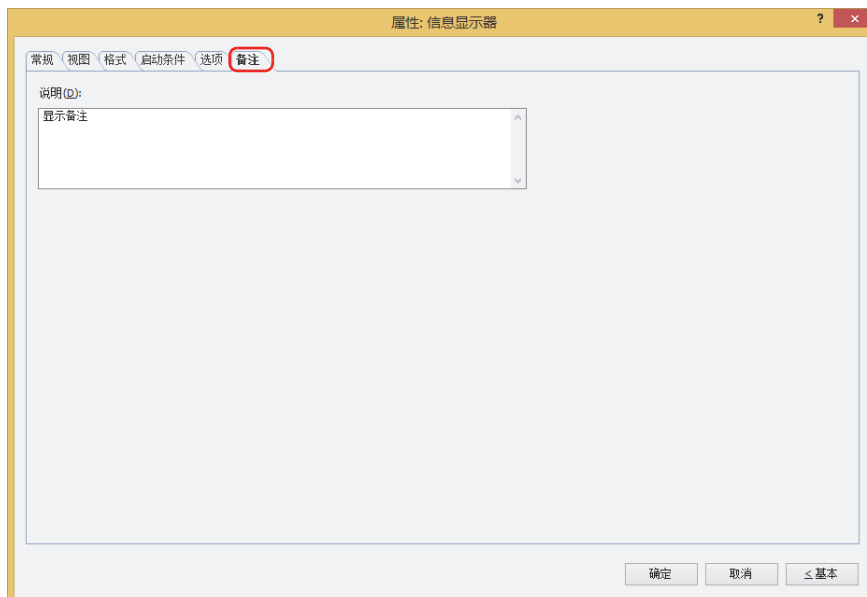 属性: 信息显示器
? ×
常规 视图 格式 启动条件 选项 备注
说明(D):
显示备注
确定 取消 < 基本